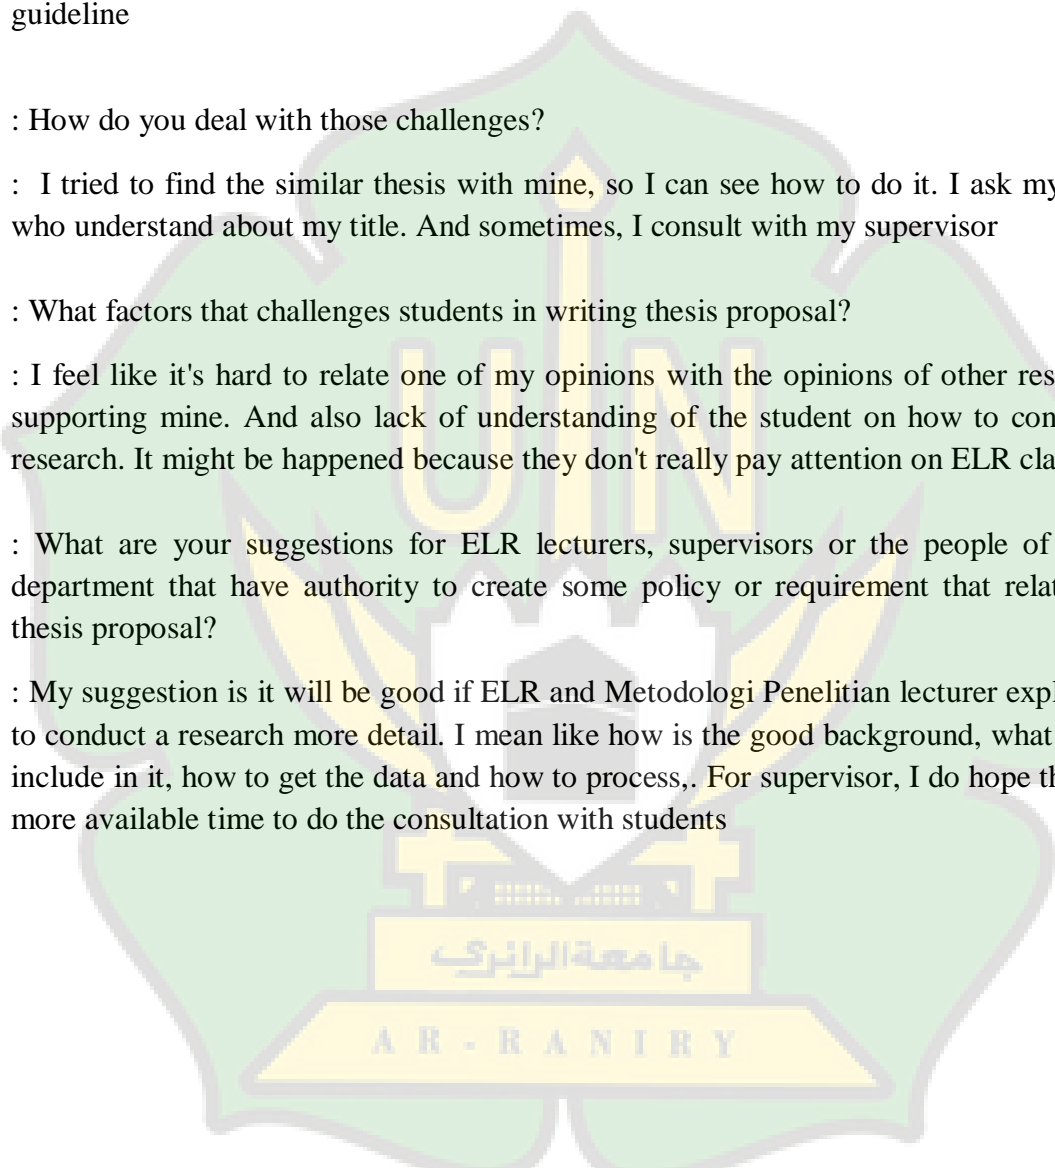 guideline
: How do you deal with those challenges?
: I tried to find the similar thesis with mine, so I can see how to do it. I ask my
who understand about my title. And sometimes, I consult with my supervisor
: What factors that challenges students in writing thesis proposal?
: I feel like it's hard to relate one of my opinions with the opinions of other res
supporting mine. And also lack of understanding of the student on how to con
research. It might be happened because they don't really pay attention on ELR cla
: What are your suggestions for ELR lecturers, supervisors or the people of
department that have authority to create some policy or requirement that relat
thesis proposal?
: My suggestion is it will be good if ELR and Metodologi Penelitian lecturer expl
to conduct a research more detail. I mean like how is the good background, what
include in it, how to get the data and how to process,. For supervisor, I do hope th
more available time to do the consultation with students
UIN
جامعةالرانري
AR-RANIRY